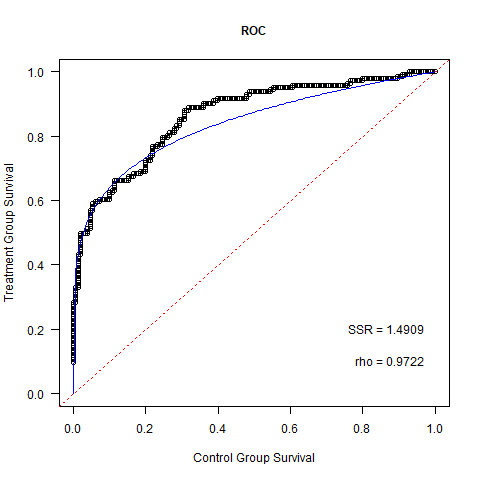 ROC
Treatment Group Survival
1.0
0.8
0.6
0.4
0.2
0.0
SSR = 1.4909
rho = 0.9722
0.0 0.2 0.4 0.6 0.8 1.0
Control Group Survival